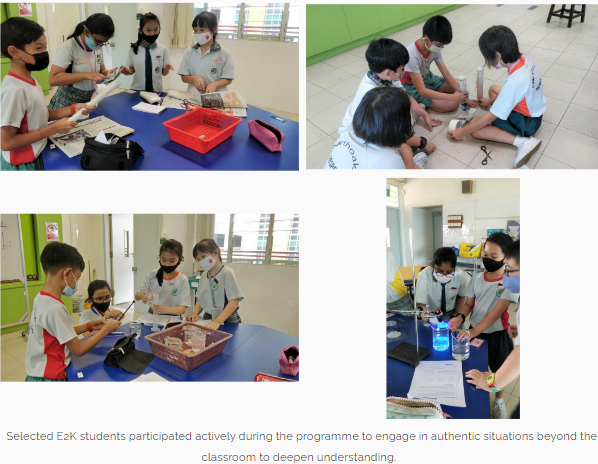 Selected E2K students participated actively during the programme to engage in authentic situations beyond the
classroom to deepen understanding.